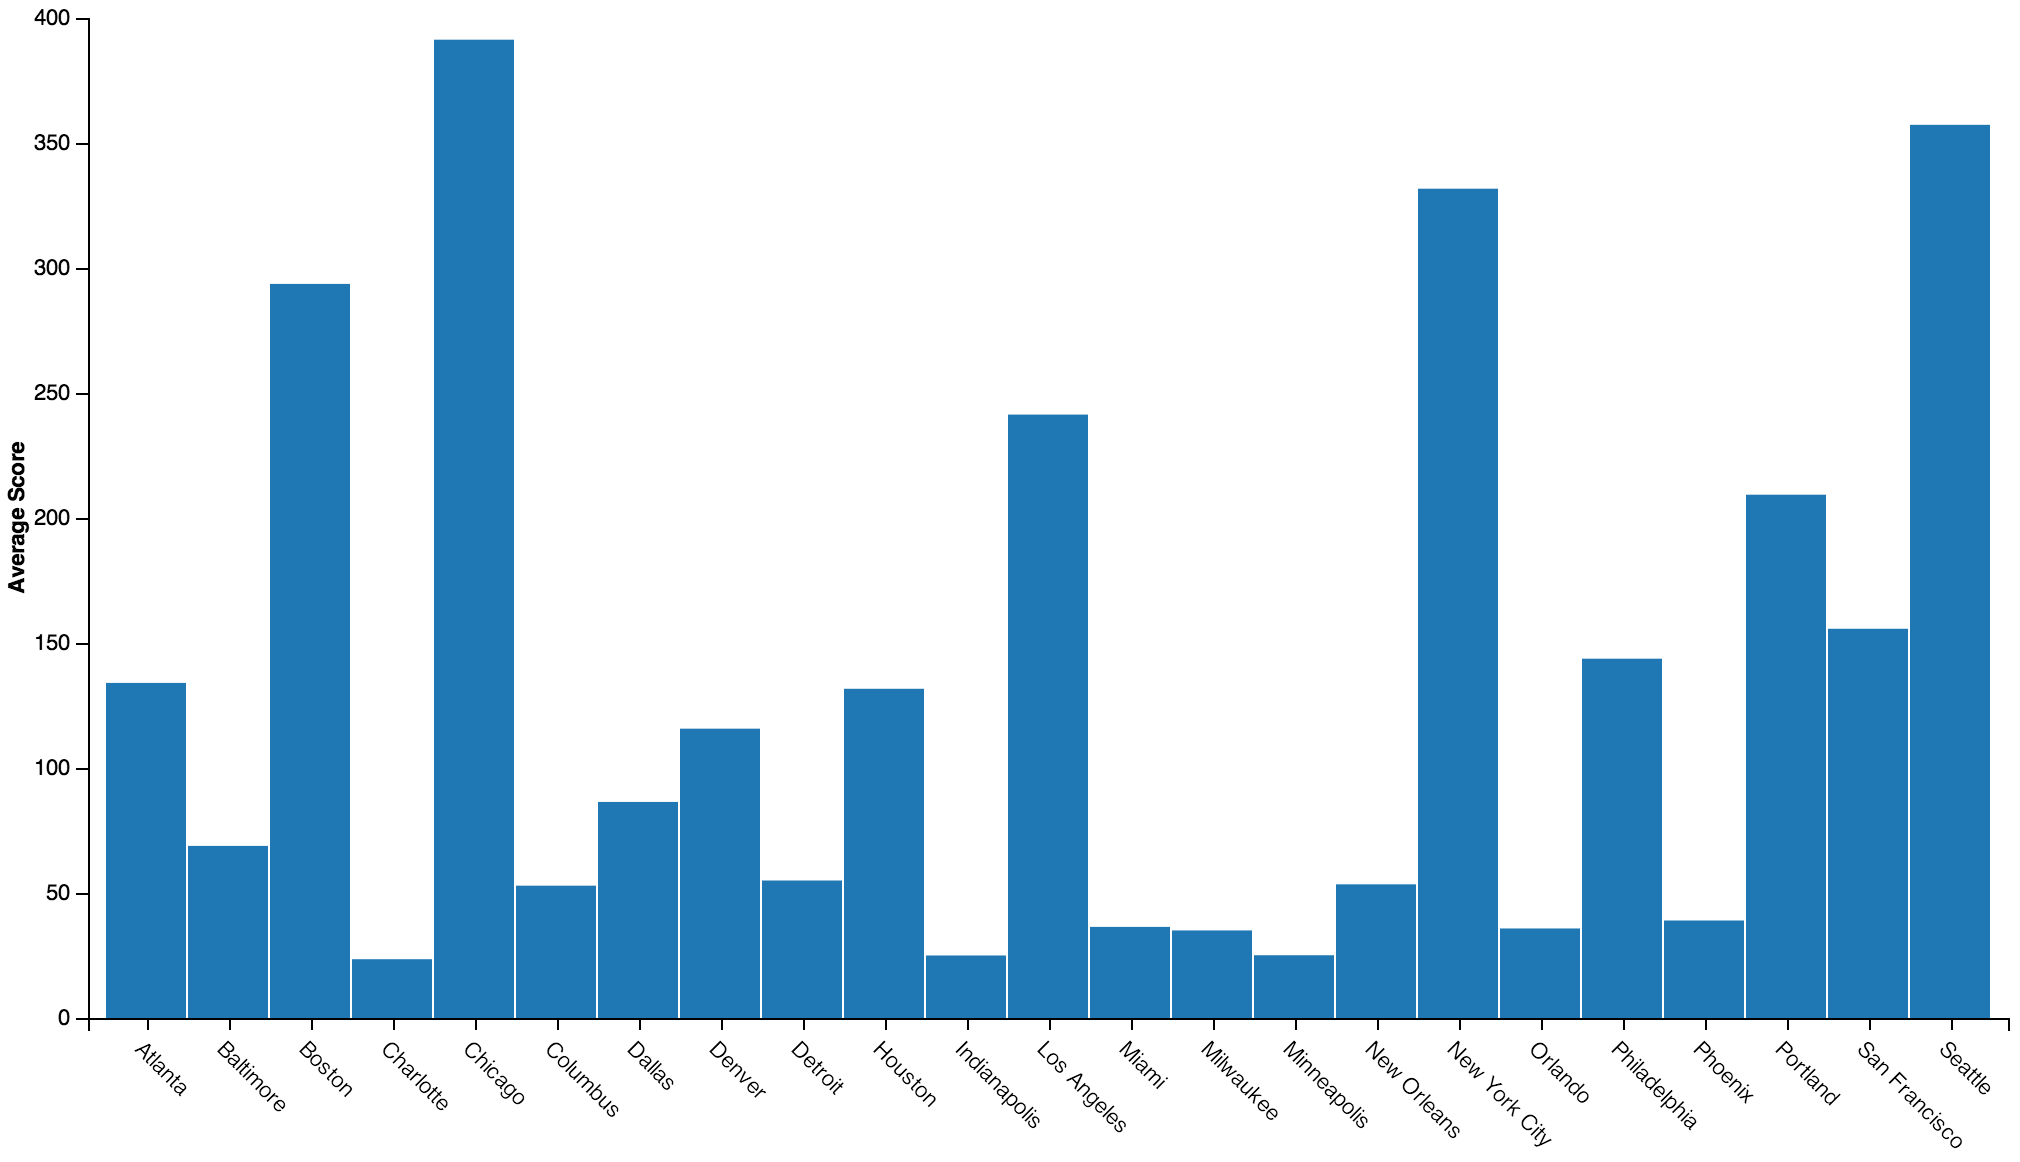 400
350
300
250
200
150
100
50
0
Average Score
Atlanta
Baltimore
Boston
Charlotte
Chicago
Columbus
Dallas
Denver
Detroit
Houston
Indianapolis
Los Angeles
Miami
Milwaukee
Minneapolis
New Orleans
New York City
Orlando
Philadelphia
Phoenix
Portland
San Francisco
Seattle